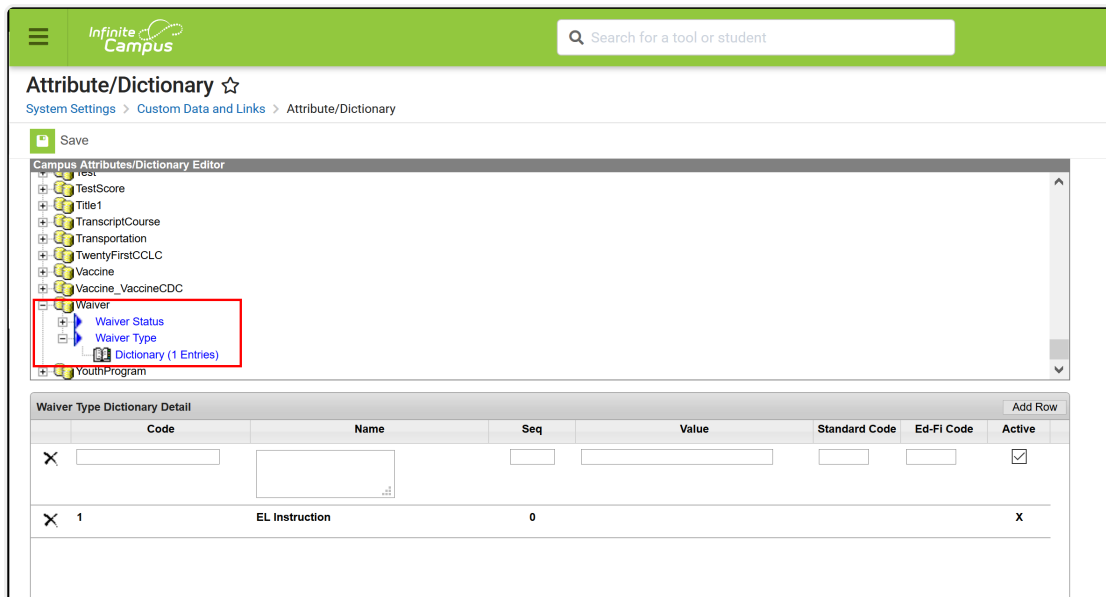 Infinite Campus
Search for a tool or student
Attribute/Dictionary
System Settings > Custom Data and Links > Attribute/Dictionary
Save
Campus Attributes/Dictionary Editor
Test
TestScore
Title1
TranscriptCourse
Transportation
TwentyFirstCCLC
Vaccine
Vaccine_VaccineCDC
Waiver
Waiver Status
Waiver Type
Dictionary (1 Entries)
YouthProgram
Waiver Type Dictionary Detail Add Row
Code Name Seq Value Standard Code Ed-Fi Code Active
1 EL Instruction 0 X